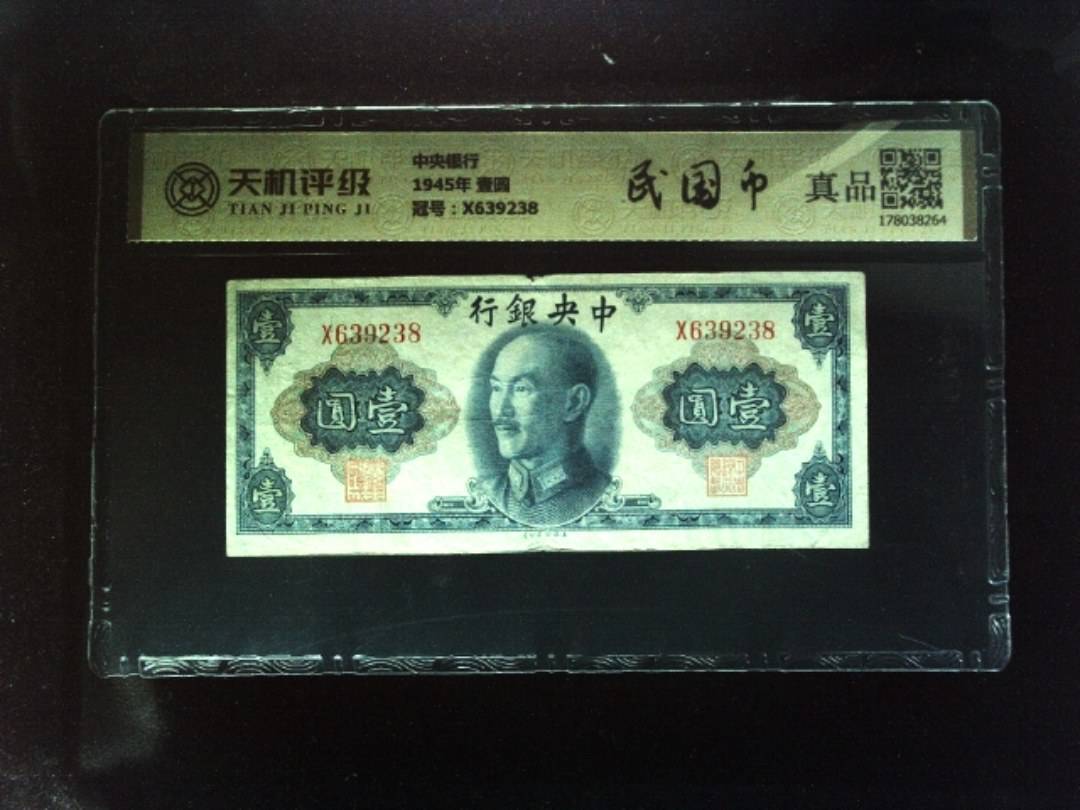 天机评级
TIAN JI PING JI
中央银行
1945年 壹圆
冠号：X639238
民国币
真品
178038264
行銀央中
壹
壹
X639238
X639238
圓壹
圓壹
壹
壹